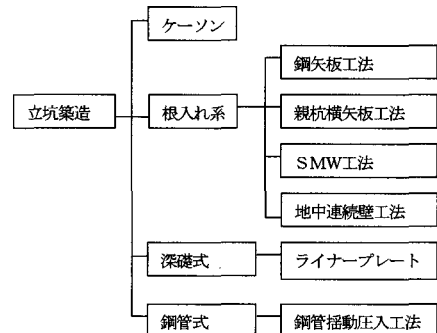 ケーソン
鋼矢板工法
立坑築造
根入れ系
親杭横矢板工法
SMW工法
地中連続壁工法
深礎式
ライナープレート
鋼管式
鋼管揺動圧入工法